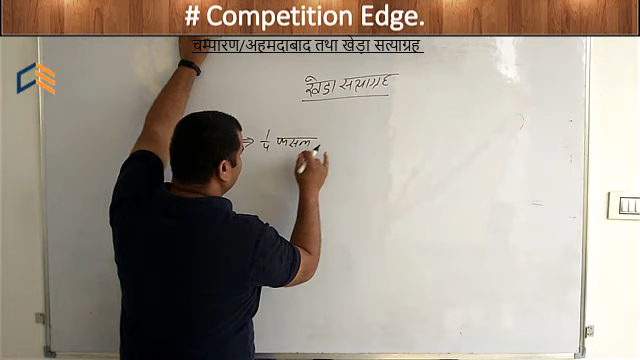 # Competition Edge.
चम्पारण/अहमदाबाद तथा खेड़ा सत्याग्रह
खेडा सत्याग्रह
⇒ 1/4 फसल